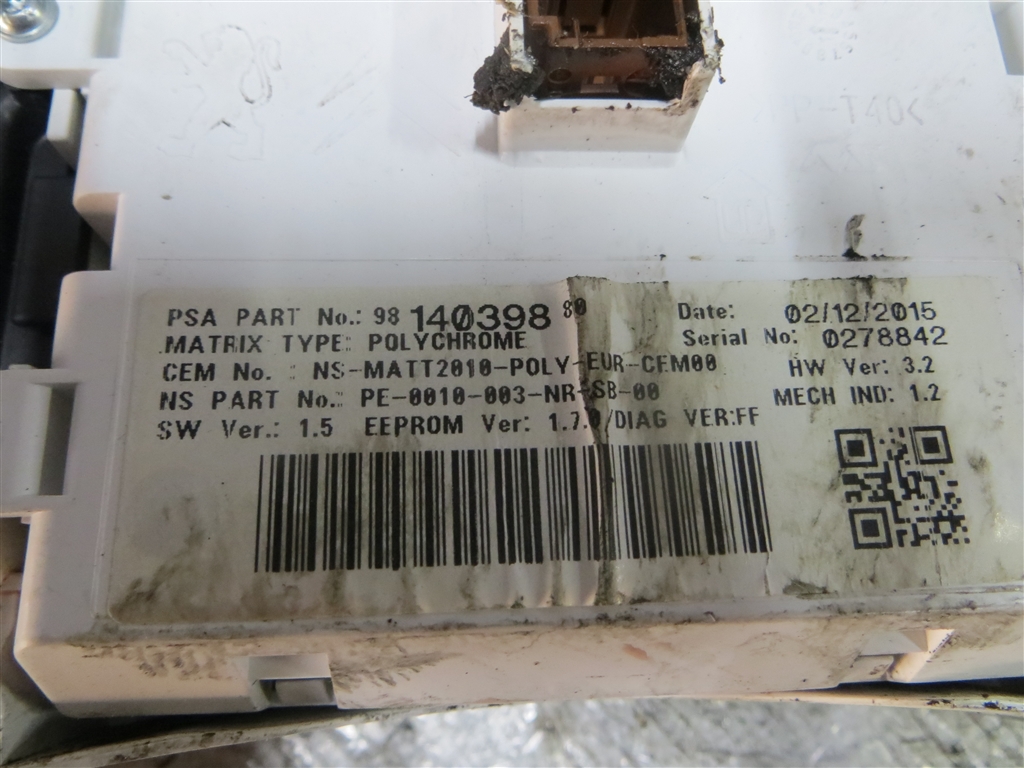 PSA PART No.: 98 140398 80 Date: 02/12/2015
MATRIX TYPE: POLYCHROME Serial No: 0278842
CEM No. : NS-MATT2010-POLY-EUR-CEM00 HW Ver: 3.2
NS PART No.: PE-0010-003-NR-SB-00 MECH IND: 1.2
SW Ver.: 1.5 EEPROM Ver: 1.7.0/DIAG VER:FF